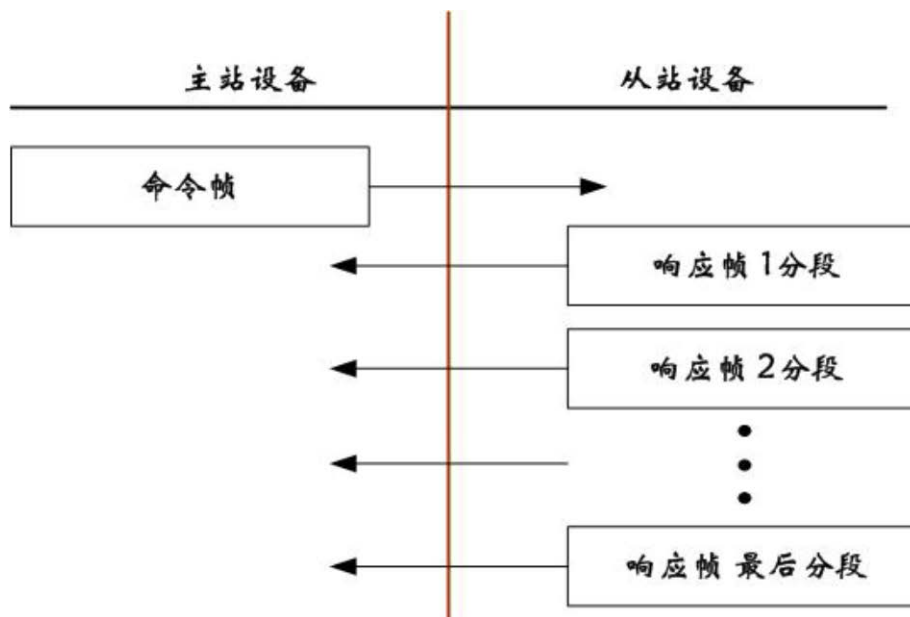 主站设备
从站设备
命令帧
响应帧 1分段
响应帧 2分段
响应帧 最后分段